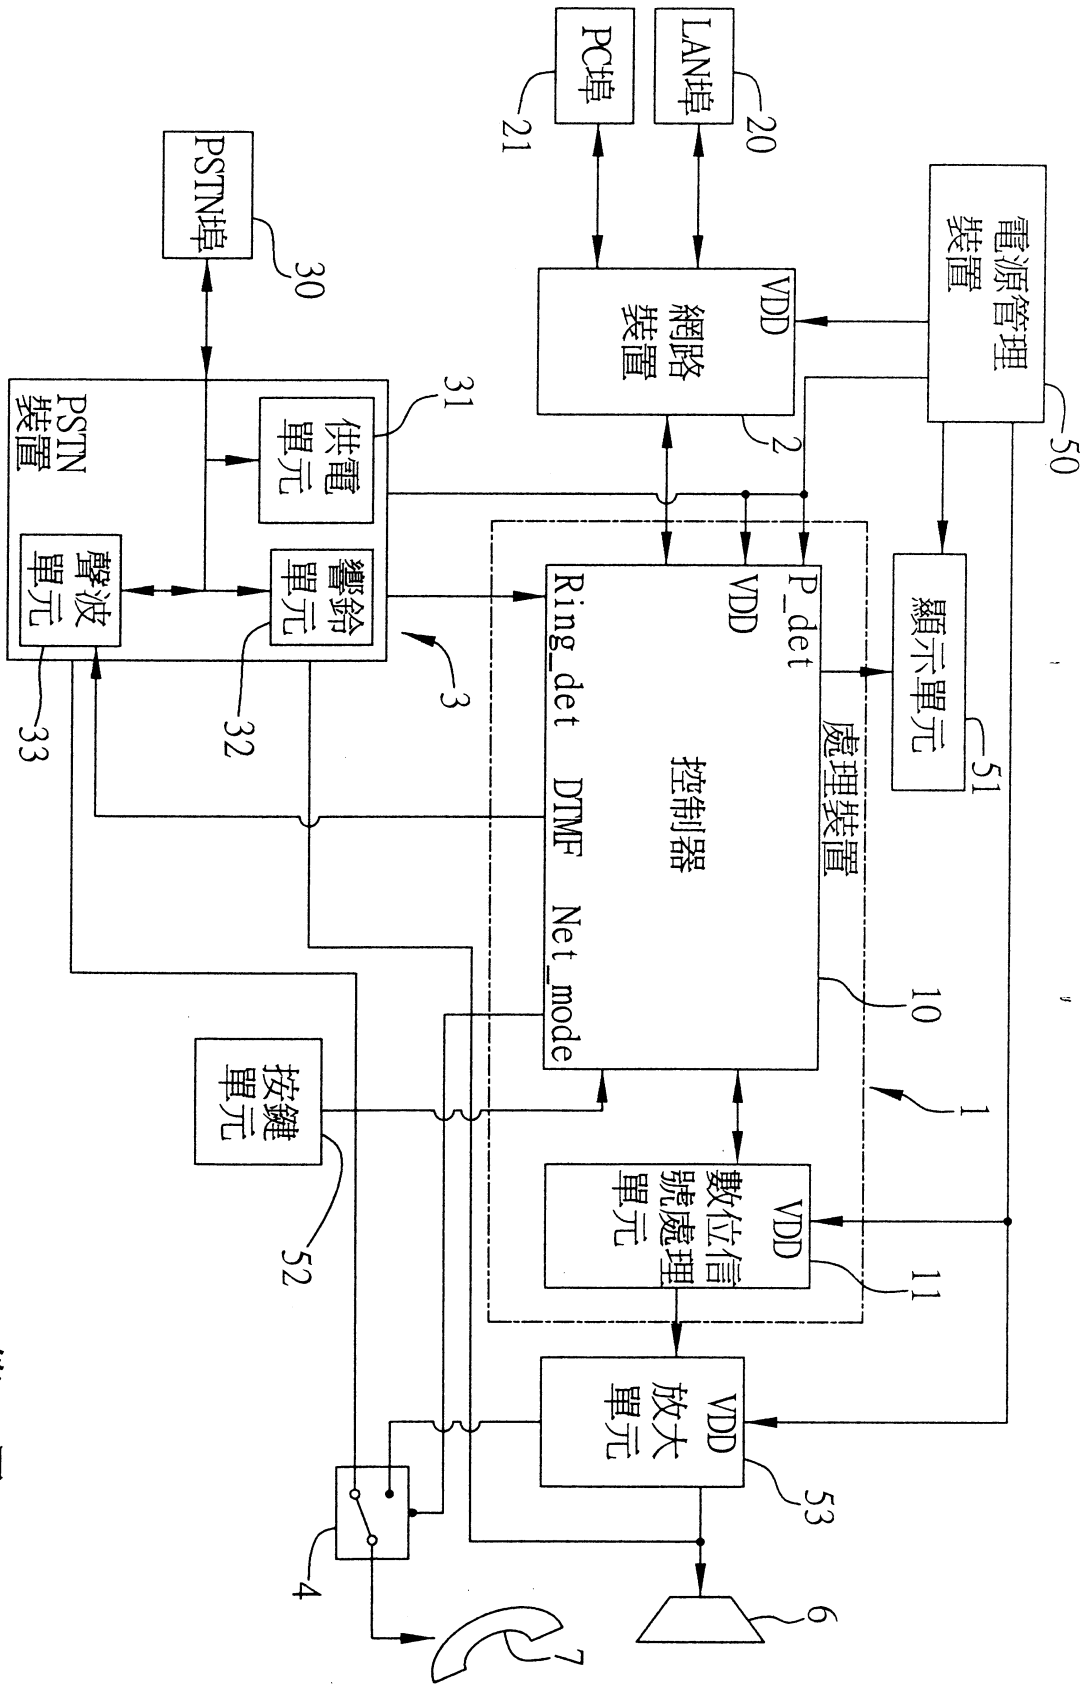 電源管理
裝置
50
顯示單元
51
10
1
11
53
6
LAN埠
20
PC埠
21
VDD
網路
裝置
2
處理裝置
P_det
VDD
控制器
Ring_det
DTMF
Net_mode
VDD
數位信
號處理
單元
VDD
放大
單元
7
PSTN埠
30
31
供電
單元
響鈴
單元
32
3
PSTN
裝置
聲波
單元
33
按鍵
單元
52
4